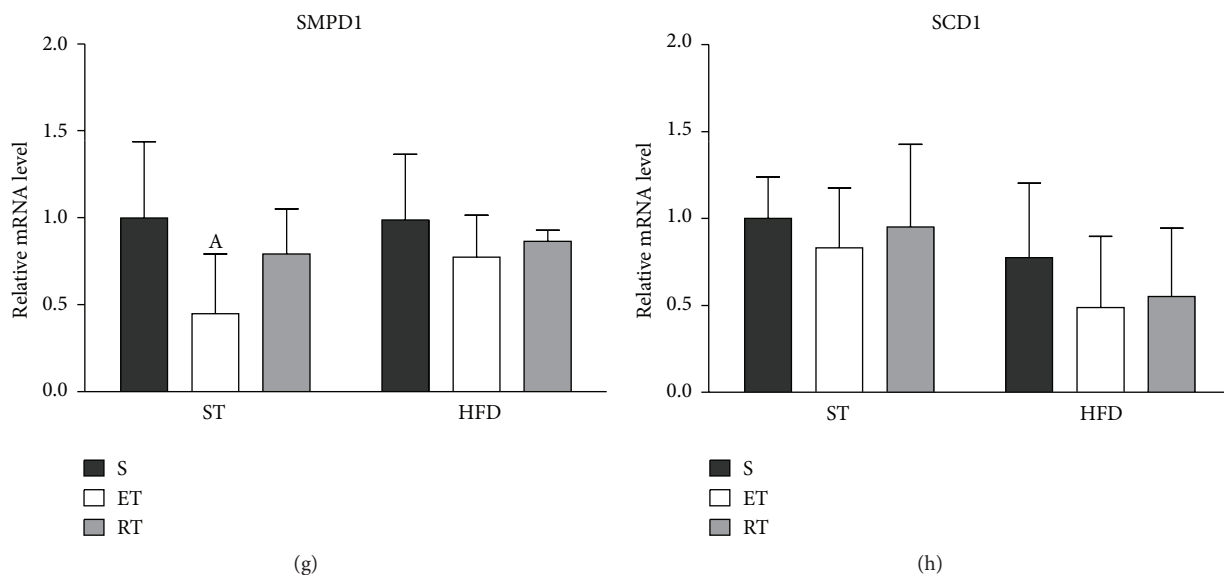 SMPD1
2.0
1.5
1.0
0.5
0.0
Relative mRNA level
A
ST
HFD
S
ET
RT
(g)
SCD1
2.0
1.5
1.0
0.5
0.0
Relative mRNA level
ST
HFD
S
ET
RT
(h)